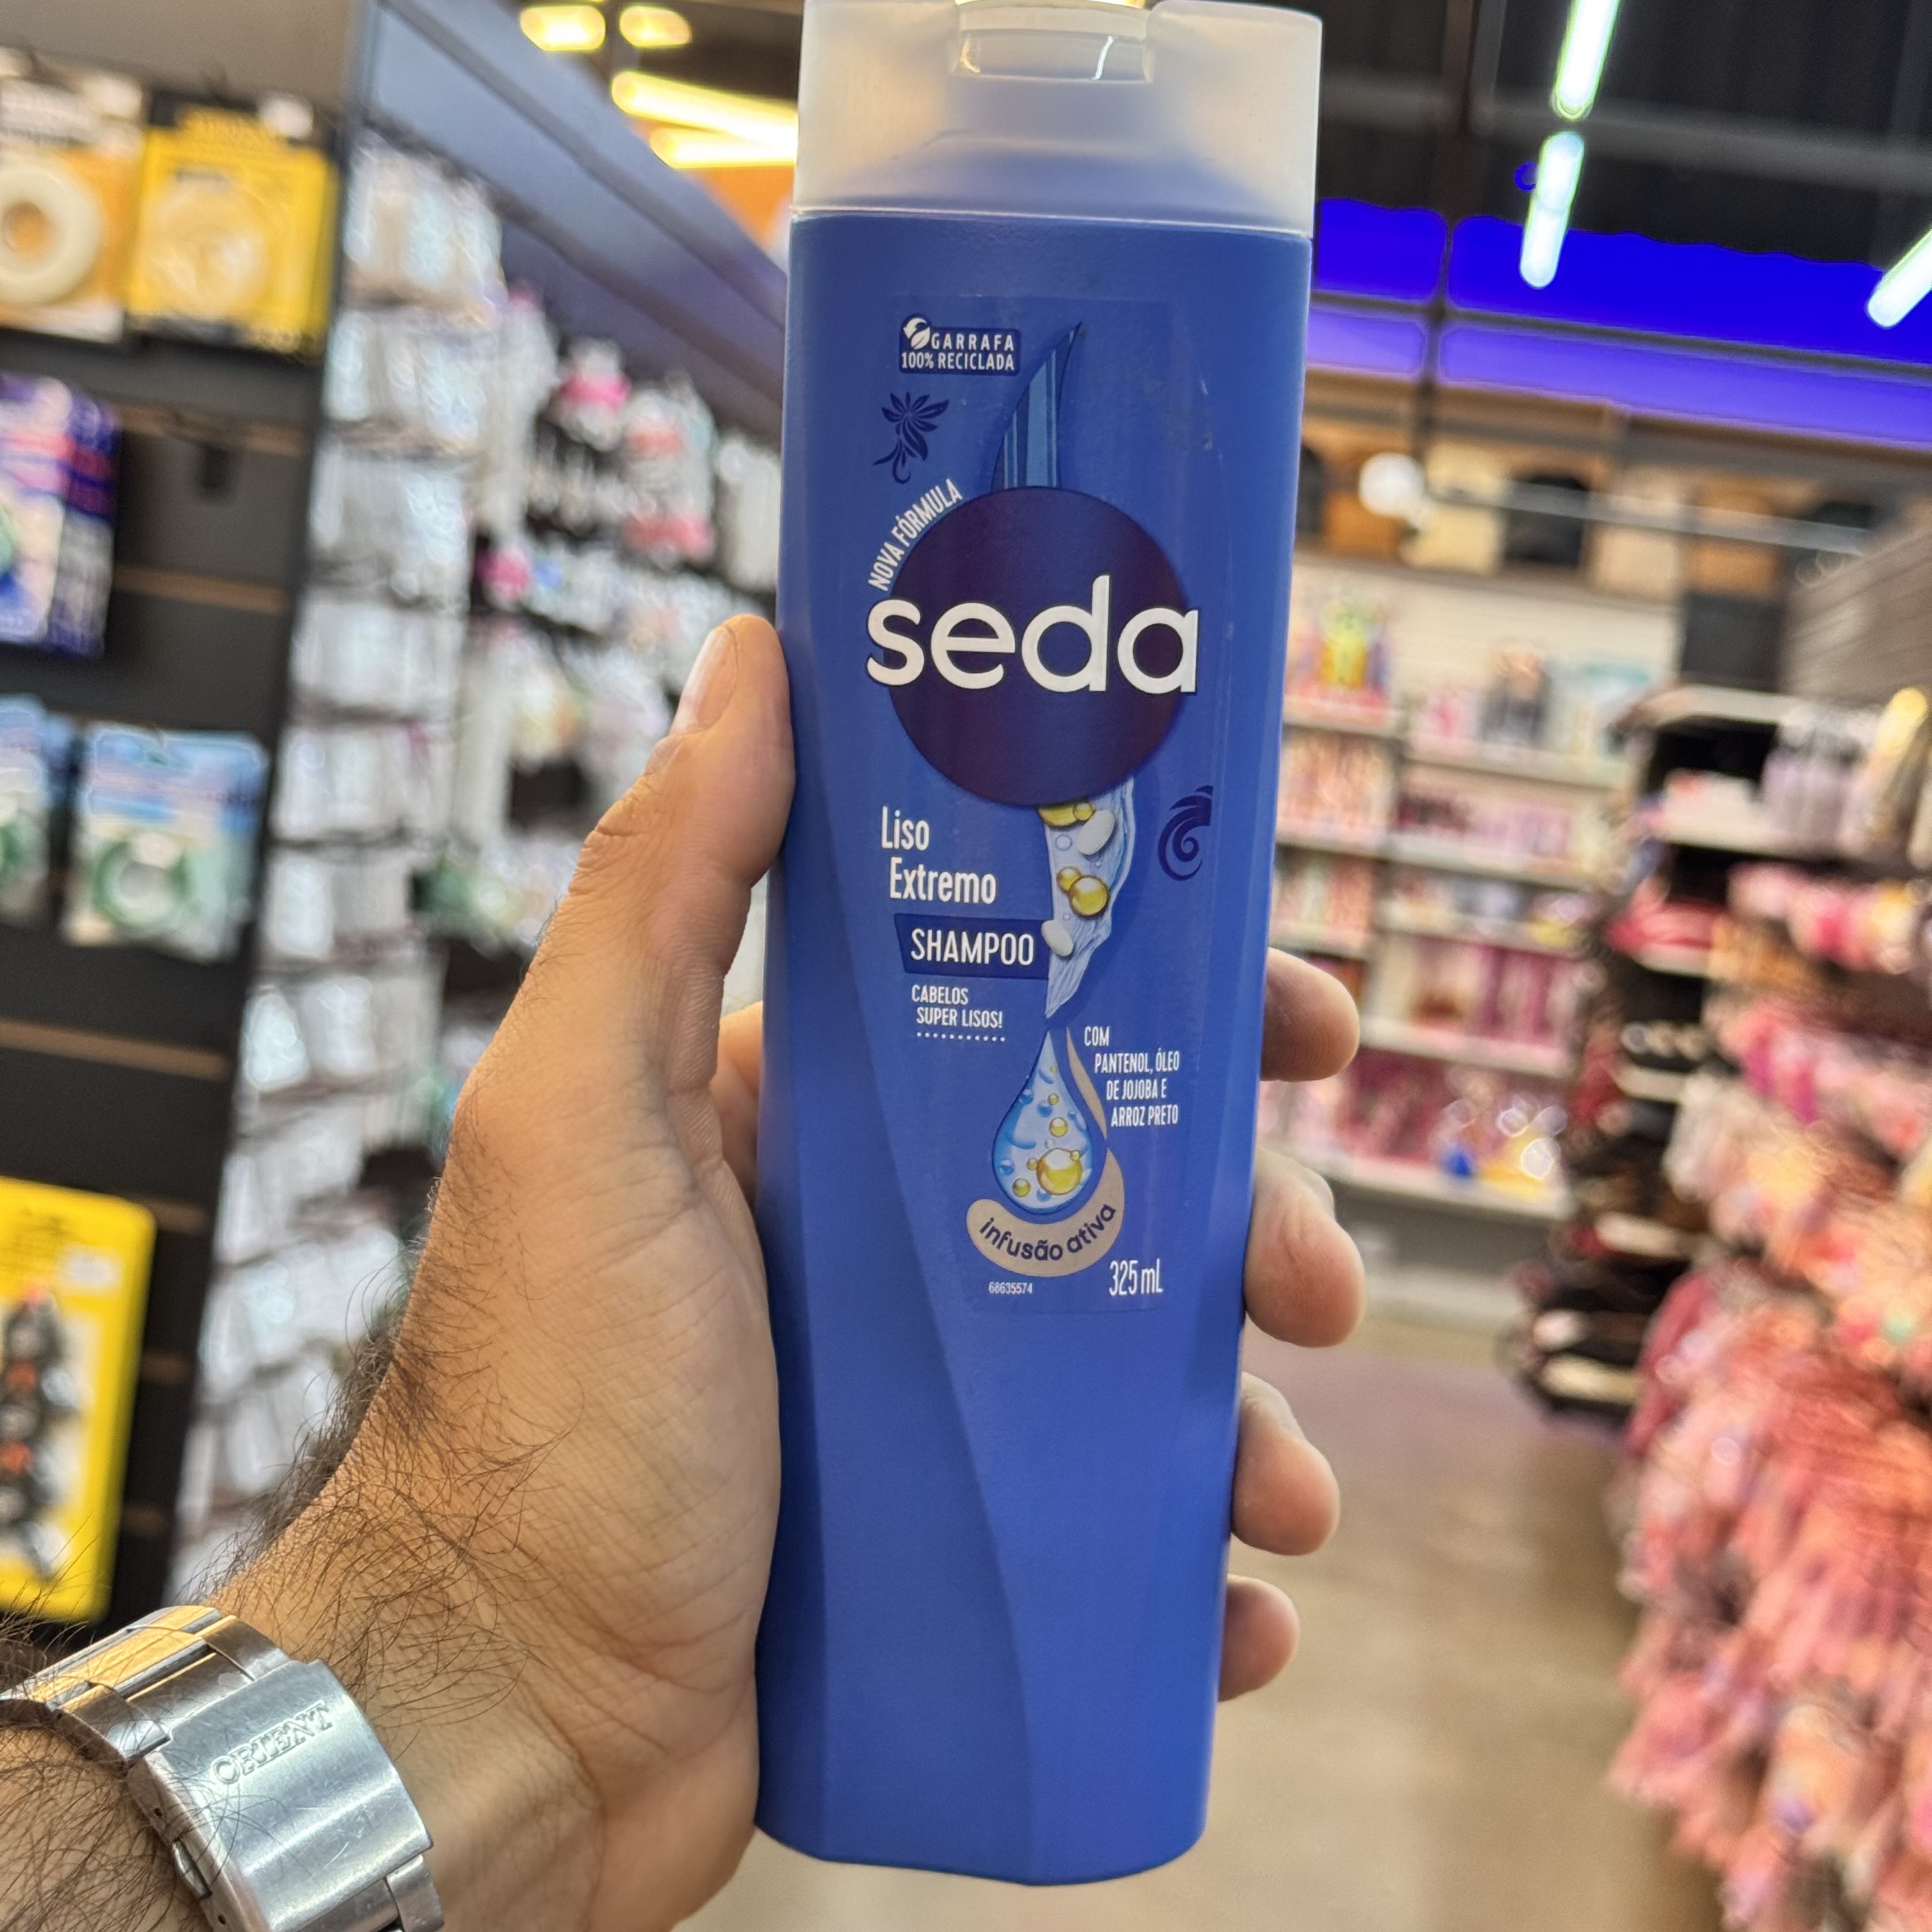 GARRAFA
100% RECICLADA
NOVA FÓRMULA
seda
Liso
Extremo
SHAMPOO
CABELOS
SUPER LISOS!
COM
PANTENOL, ÓLEO
DE JOJOBA E
ARROZ PRETO
infusão ativa
68635574
325 mL
ORIENT